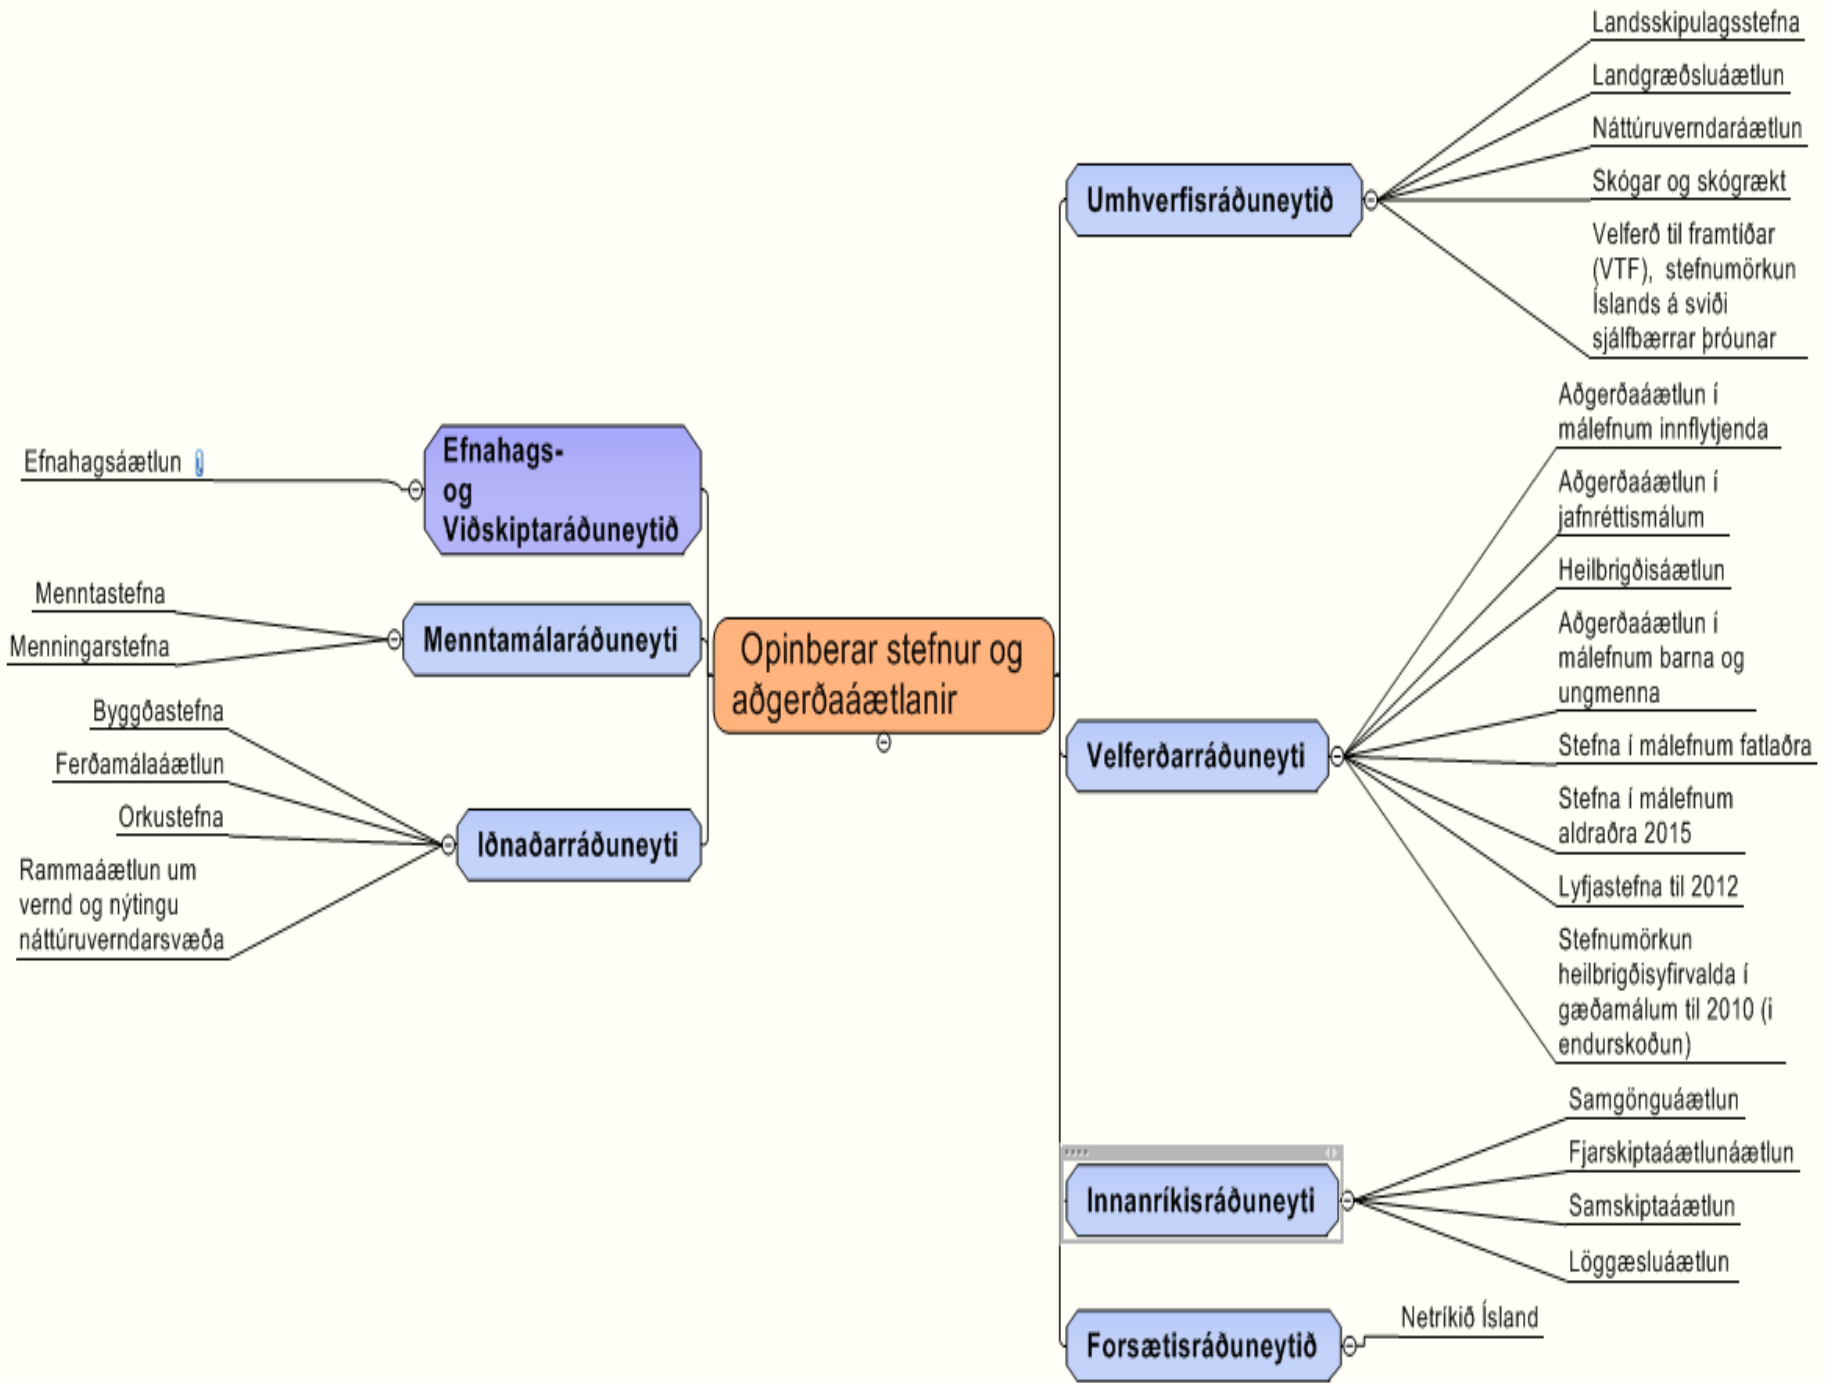 Efnahagsáætlun
Efnahags-
og
Viðskiptaráðuneytið
Menntastefna
Menningarstefna
Menntamálaráðuneyti
Byggðastefna
Ferðamálaáætlun
Orkustefna
Rammaáætlun um
vernd og nýtingu
náttúruverndarsvæða
Iðnaðarráðuneyti
Opinberar stefnur og
aðgerðaáætlanir
Umhverfisráðuneytið
Landsskipulagsstefna
Landgræðsluáætlun
Náttúruverndaráætlun
Skógar og skógrækt
Velferð til framtíðar
(VTF), stefnumörkun
Íslands á sviði
sjálfbærrar þróunar
Velferðarráðuneyti
Aðgerðaáætlun í
málefnum innflytjenda
Aðgerðaáætlun í
jafnréttismálum
Heilbrigðisáætlun
Aðgerðaáætlun í
málefnum barna og
ungmenna
Stefna í málefnum fatlaðra
Stefna í málefnum
aldraðra 2015
Lyfjastefna til 2012
Stefnumörkun
heilbrigðisyfirvalda í
gæðamálum til 2010 (i
endurskoðun)
Innanríkisráðuneyti
Samgönguáætlun
Fjarskiptaáætlunáætlun
Samskiptaáætlun
Löggæsluáætlun
Forsætisráðuneytið
Netríkið Ísland